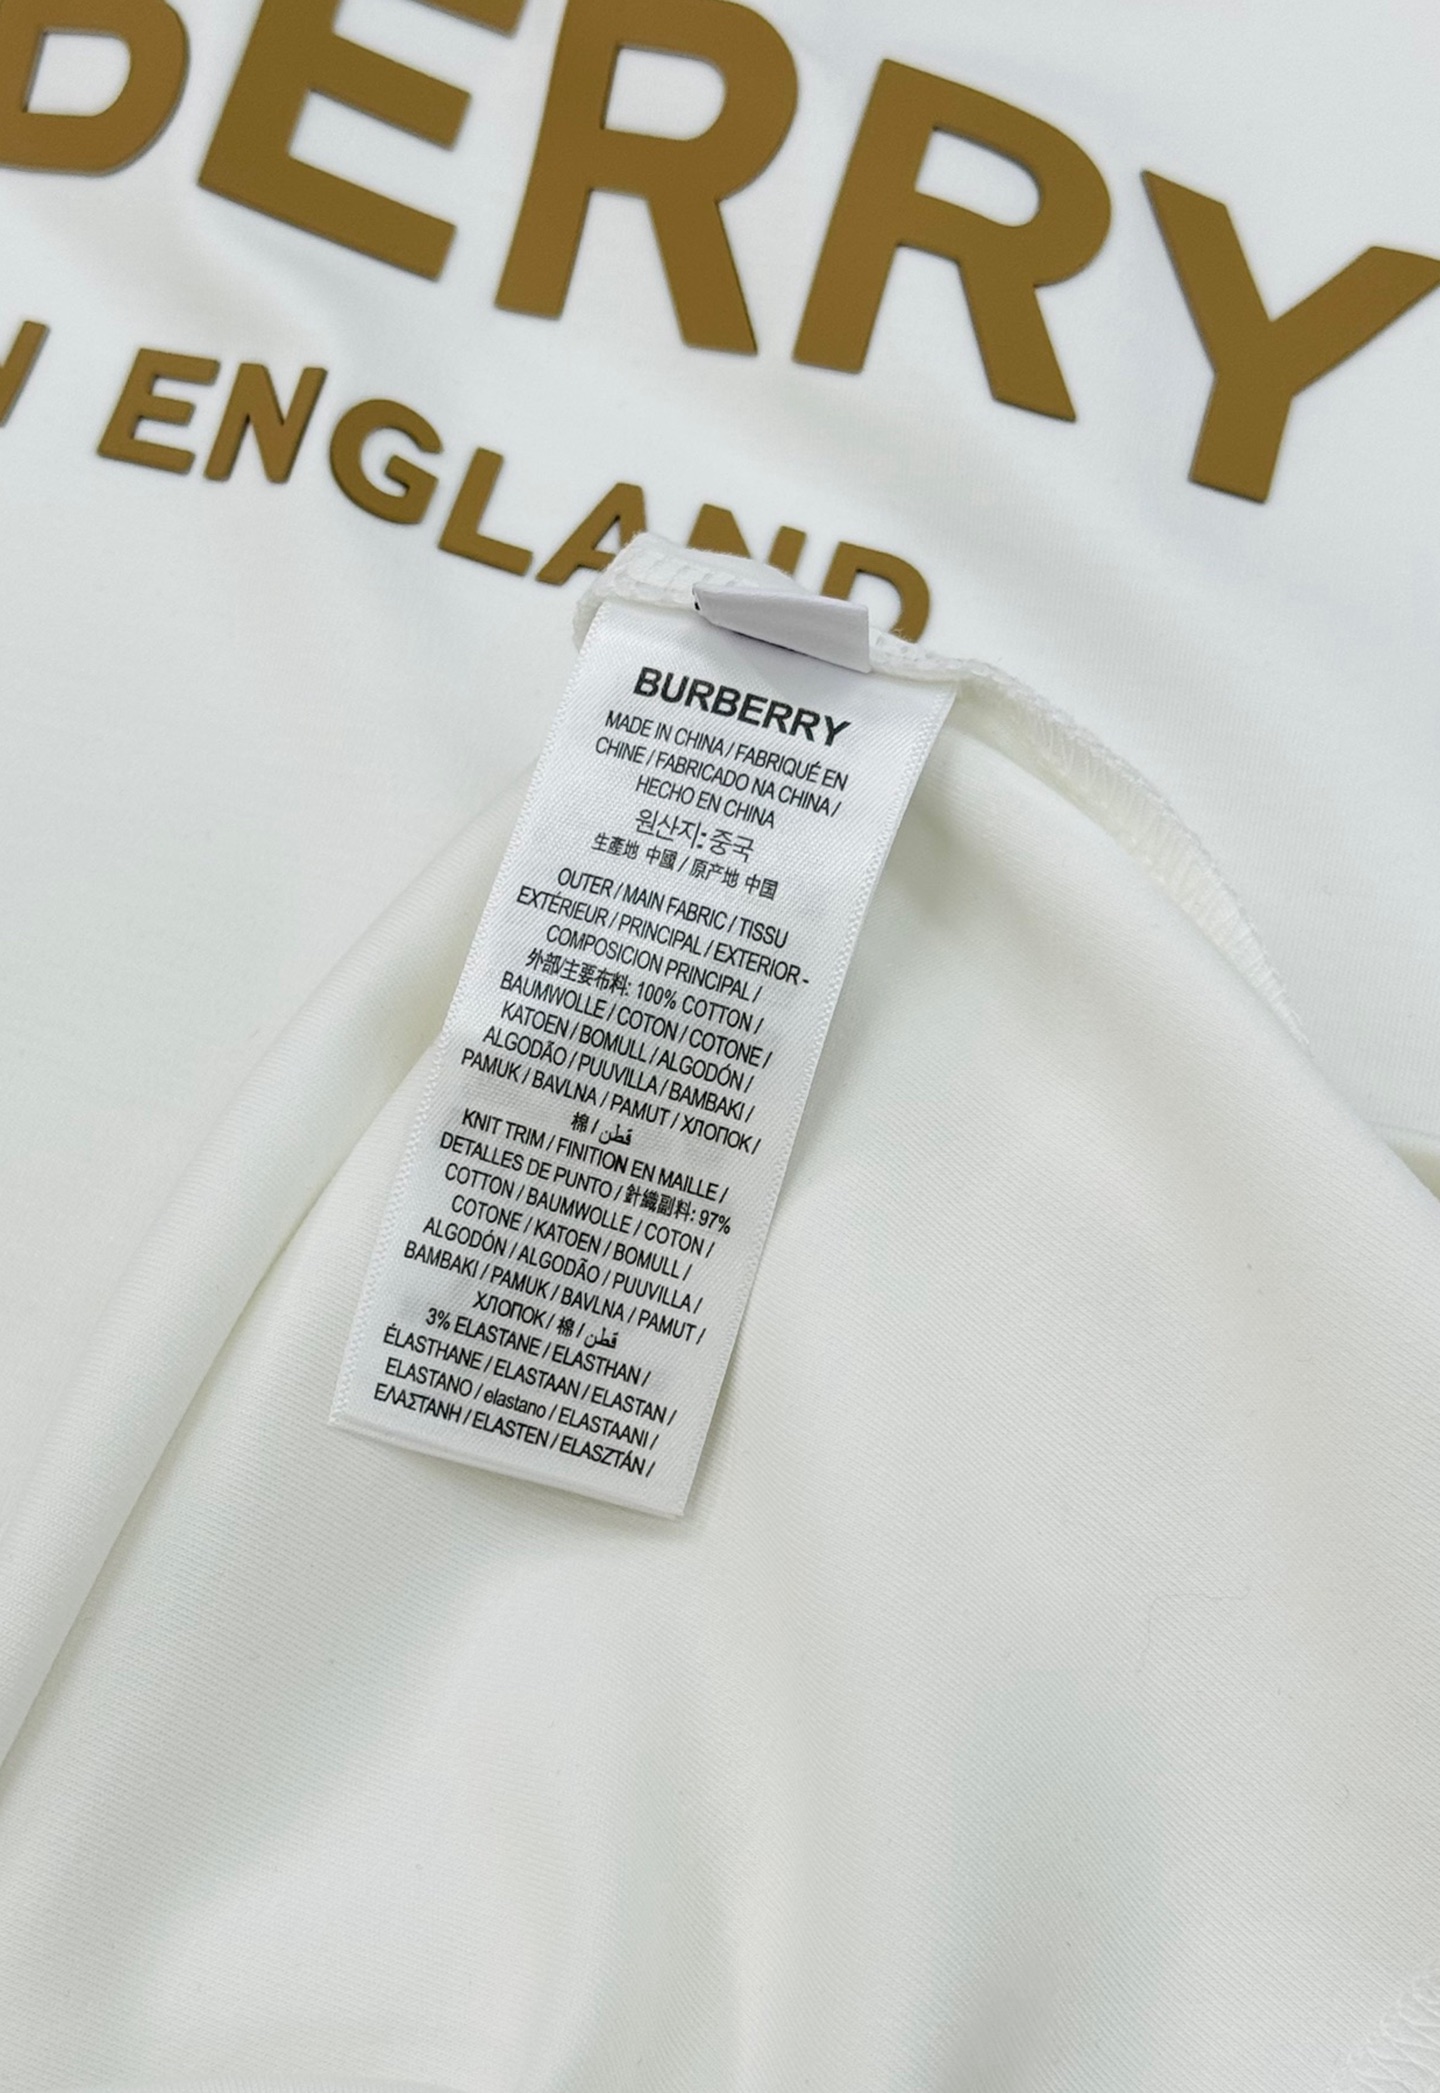 BERRY
ENGLAND
BURBERRY
MADE IN CHINA / FABRIQUÉ EN
CHINE / FABRICADO NA CHINA /
HECHO EN CHINA
원산지: 중국
生產地 中國 / 原产地 中国
OUTER / MAIN FABRIC / TISSU
EXTÉRIEUR / PRINCIPAL / EXTERIOR -
COMPOSICION PRINCIPAL /
外部/主要布料: 100% COTTON /
BAUMWOLLE / COTON / COTONE /
KATOEN / BOMULL / ALGODÓN /
ALGODÃO / PUUVILLA / BAMBAKI /
PAMUK / BAVLNA / PAMUT / ХЛОПОК /
棉 / قطن
KNIT TRIM / FINITION EN MAILLE /
DETALLES DE PUNTO / 針織副料: 97%
COTTON / BAUMWOLLE / COTON /
COTONE / KATOEN / BOMULL /
ALGODÓN / ALGODÃO / PUUVILLA /
BAMBAKI / PAMUK / BAVLNA / PAMUT /
ХЛОПОК / 棉 / قطن
3% ELASTANE / ELASTHAN /
ÉLASTHANE / ELASTAAN / ELASTAN /
ELASTANO / elastano / ELASTAANI /
ΕΛΑΣΤΑΝΗ / ELASTEN / ELASZTÁN /